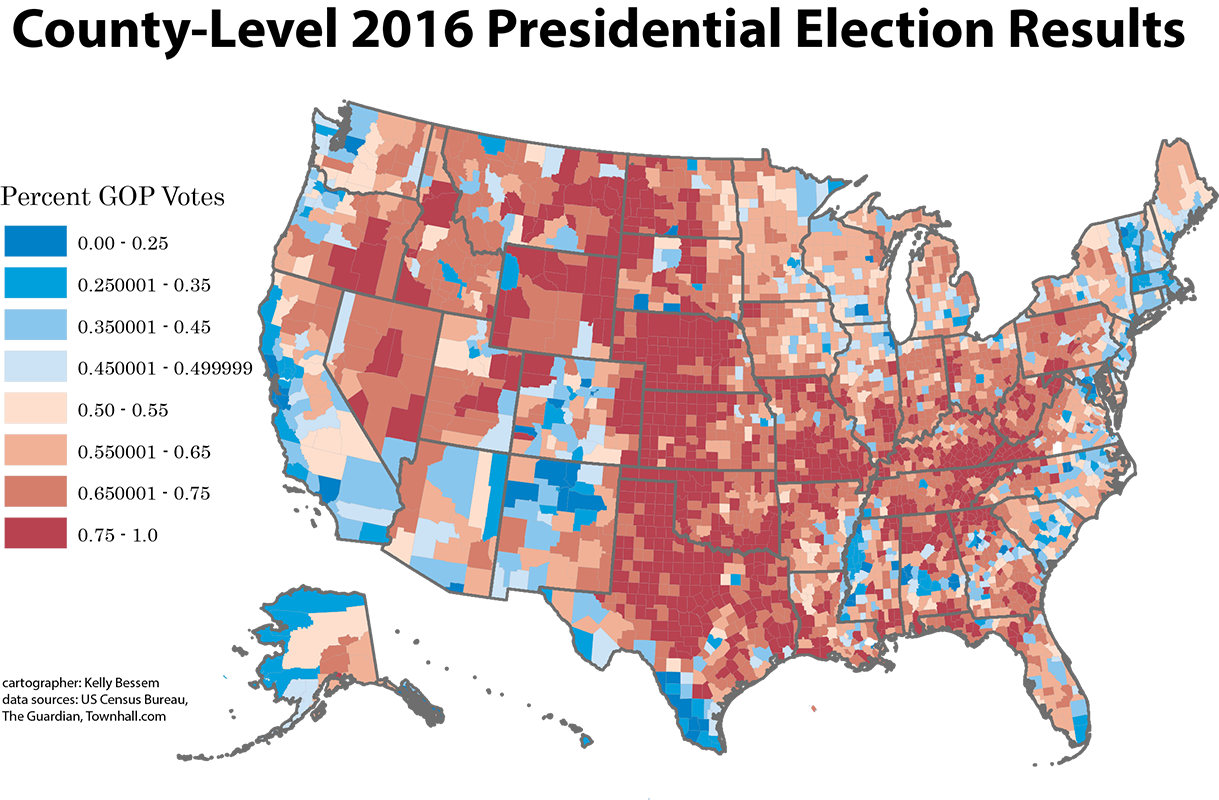 County-Level 2016 Presidential Election Results
Percent GOP Votes
0.00 - 0.25
0.250001 - 0.35
0.350001 - 0.45
0.450001 - 0.499999
0.50 - 0.55
0.550001 - 0.65
0.650001 - 0.75
0.75 - 1.0
cartographer: Kelly Bessem
data sources: US Census Bureau,
The Guardian, Townhall.com